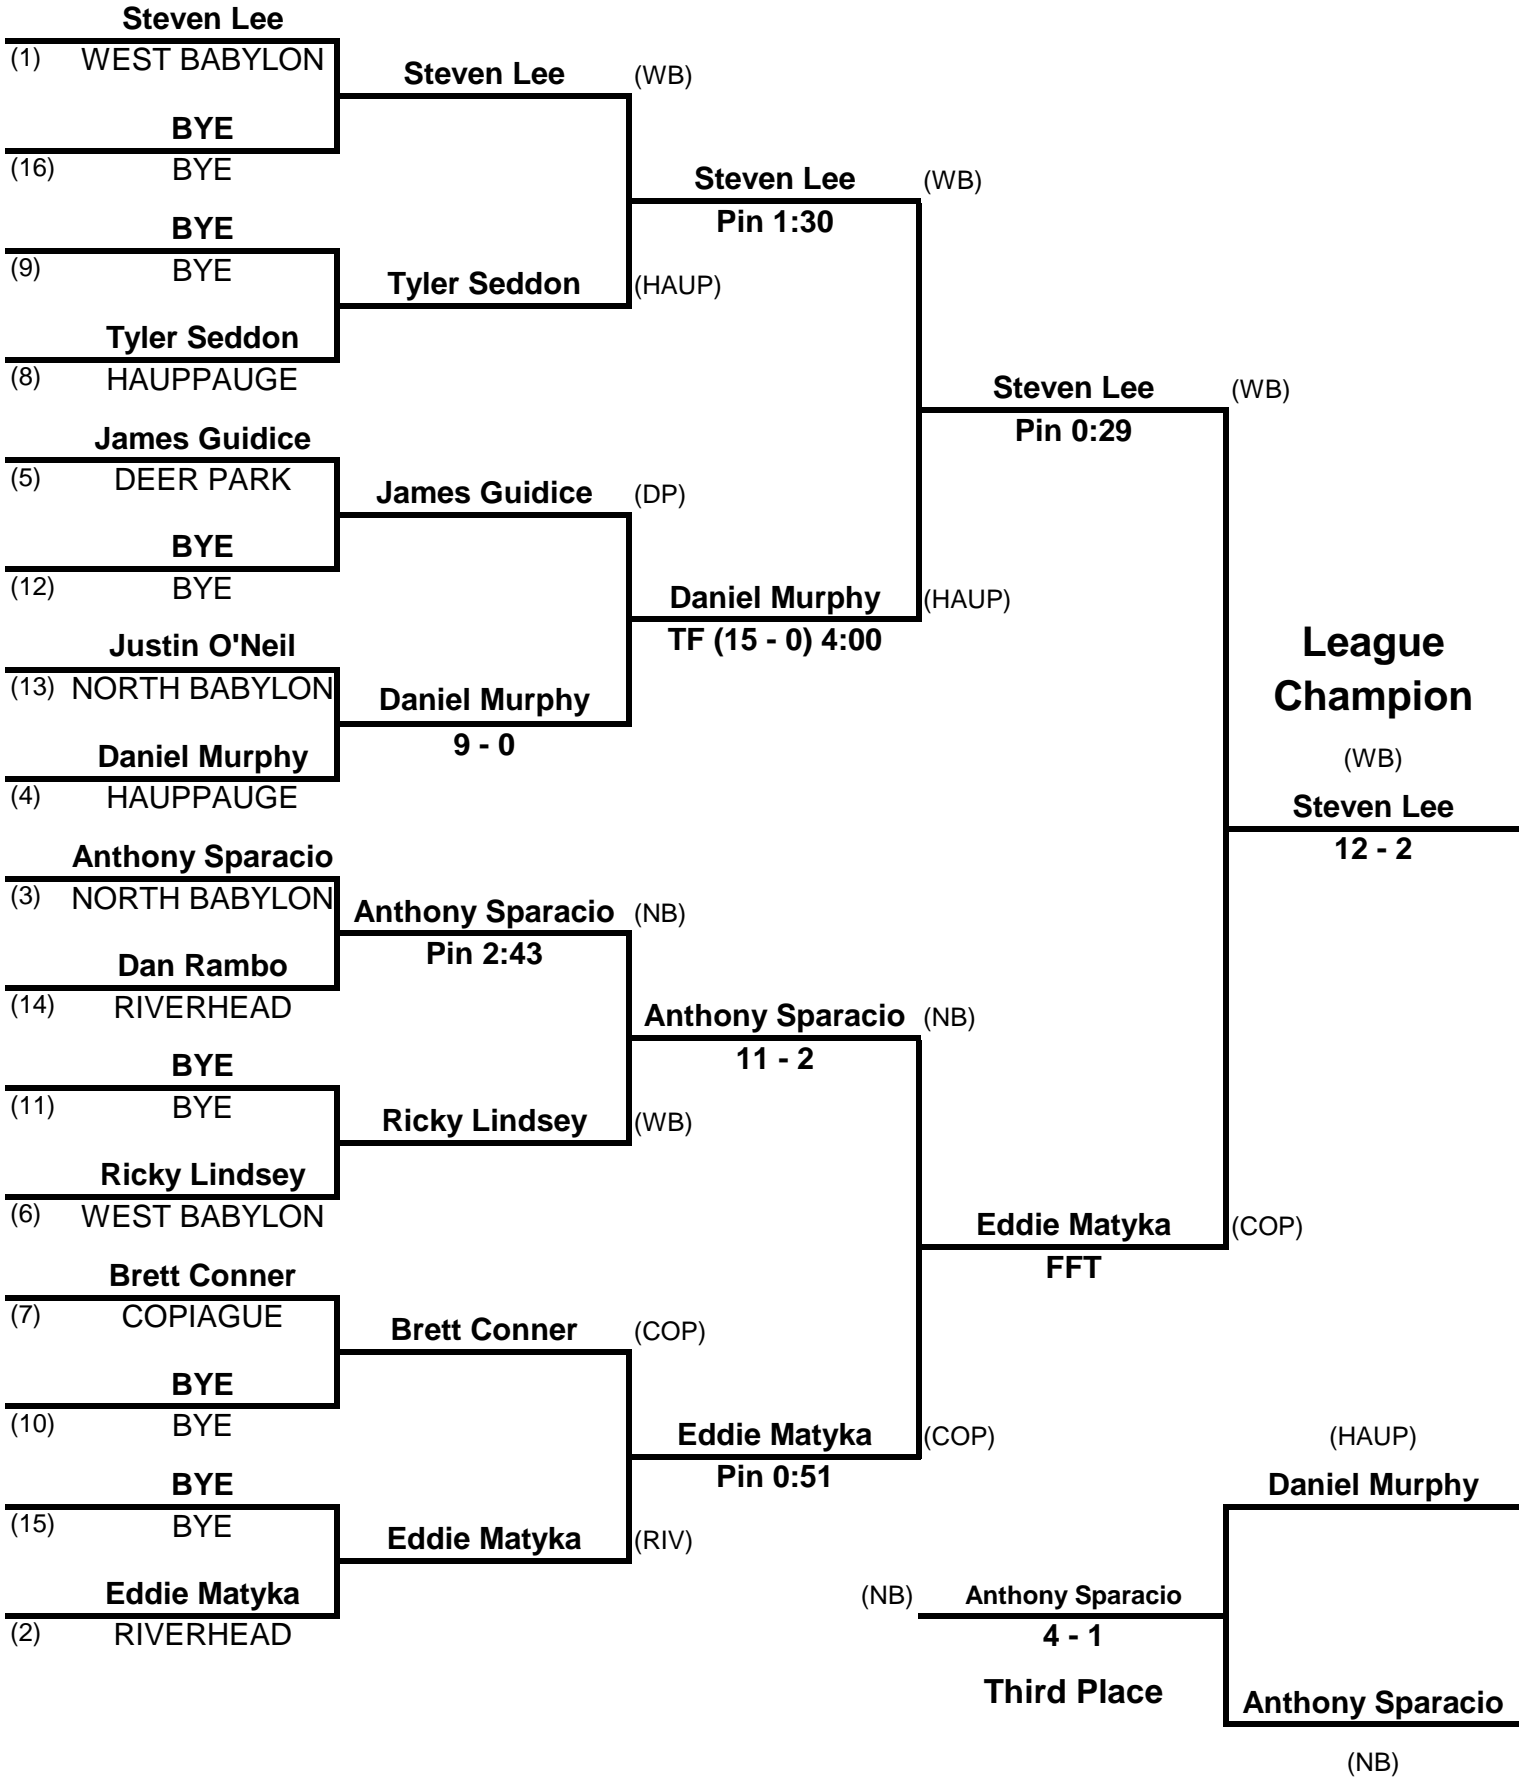 Steven Lee
(1) WEST BABYLON
BYE
(16) BYE
BYE
(9) BYE
Tyler Seddon
(8) HAUPPAUGE
James Guidice
(5) DEER PARK
BYE
(12) BYE
Justin O'Neil
(13) NORTH BABYLON
Daniel Murphy
(4) HAUPPAUGE
Anthony Sparacio
(3) NORTH BABYLON
Dan Rambo
(14) RIVERHEAD
BYE
(11) BYE
Ricky Lindsey
(6) WEST BABYLON
Brett Conner
(7) COPIAGUE
BYE
(10) BYE
BYE
(15) BYE
Eddie Matyka
(2) RIVERHEAD
Steven Lee (WB)
Tyler Seddon (HAUP)
James Guidice (DP)
Daniel Murphy
9 - 0
Anthony Sparacio (NB)
Pin 2:43
Ricky Lindsey (WB)
Brett Conner (COP)
Eddie Matyka (RIV)
Steven Lee (WB)
Pin 1:30
Daniel Murphy (HAUP)
TF (15 - 0) 4:00
Anthony Sparacio (NB)
11 - 2
Eddie Matyka (COP)
Pin 0:51
Steven Lee (WB)
Pin 0:29
Eddie Matyka (COP)
FFT
League
Champion
(WB)
Steven Lee
12 - 2
(HAUP)
Daniel Murphy
(NB) Anthony Sparacio
4 - 1
Third Place
Anthony Sparacio
(NB)